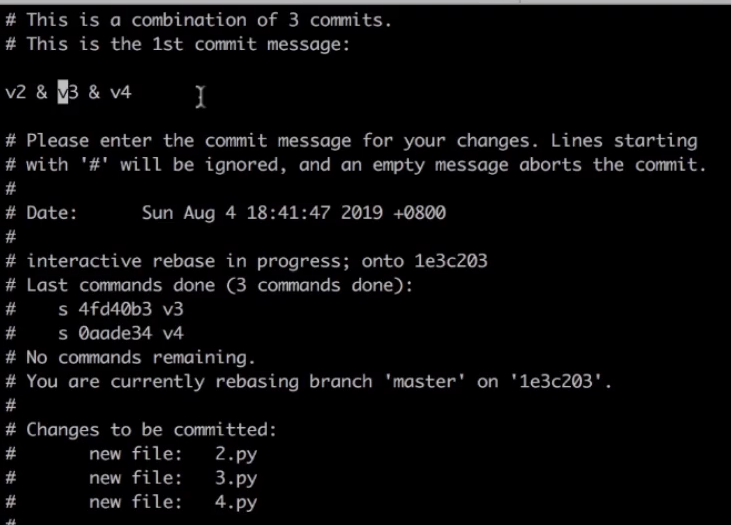 # This is a combination of 3 commits.
# This is the 1st commit message:
v2 & v3 & v4
# Please enter the commit message for your changes. Lines starting
# with '#' will be ignored, and an empty message aborts the commit.
#
# Date:      Sun Aug 4 18:41:47 2019 +0800
#
# interactive rebase in progress; onto 1e3c203
# Last commands done (3 commands done):
#    s 4fd40b3 v3
#    s 0aade34 v4
# No commands remaining.
# You are currently rebasing branch 'master' on '1e3c203'.
#
# Changes to be committed:
#       new file:   2.py
#       new file:   3.py
#       new file:   4.py
#